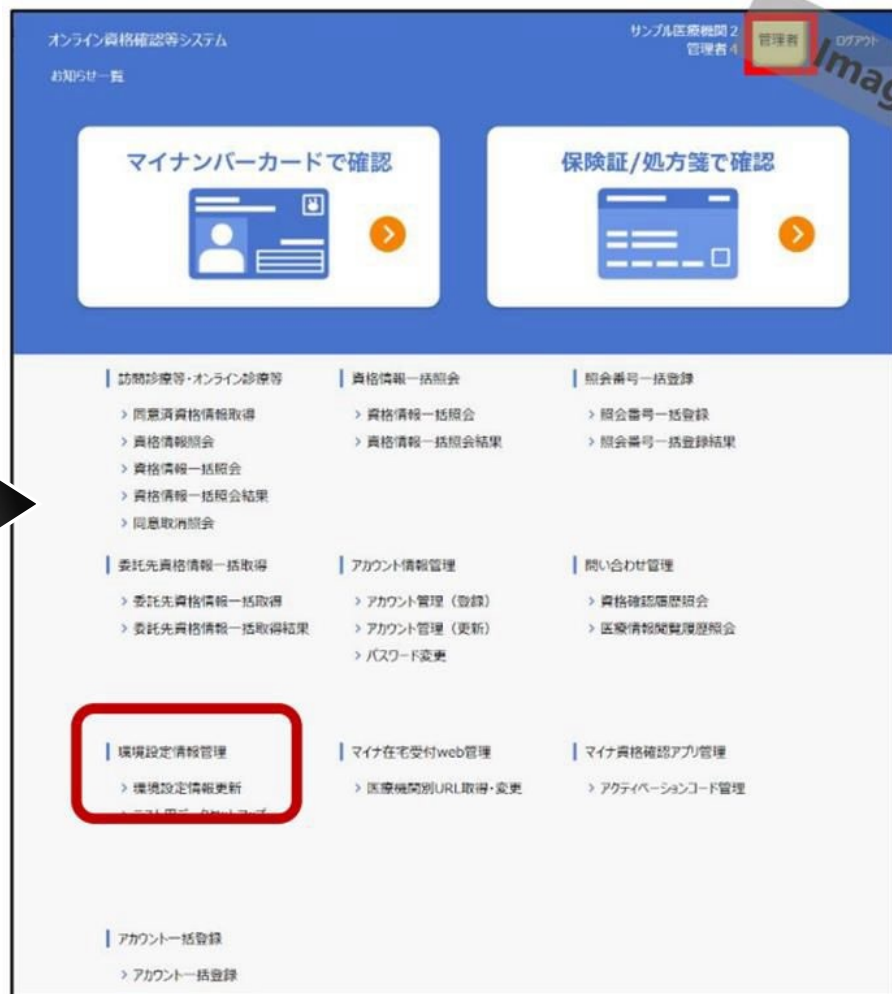 オンライン資格確認等システム
サンプル医療機関2
管理者4
管理者
ログアウト
お知らせ一覧
マイナンバーカードで確認
保険証/処方箋で確認
訪問診療等・オンライン診療等
> 同意済資格情報取得
> 資格情報照会
> 資格情報一括照会
> 資格情報一括照会結果
> 同意取消照会
資格情報一括照会
> 資格情報一括照会
> 資格情報一括照会結果
照会番号一括登録
> 照会番号一括登録
> 照会番号一括登録結果
委託先資格情報一括取得
> 委託先資格情報一括取得
> 委託先資格情報一括取得結果
アカウント情報管理
> アカウント管理（登録）
> アカウント管理（更新）
> パスワード変更
問い合わせ管理
> 資格確認履歴照会
> 医療情報閲覧履歴照会
環境設定情報管理
> 環境設定情報更新
マイナ在宅受付web管理
> 医療機関別URL取得・変更
マイナ資格確認アプリ管理
> アクティベーションコード管理
アカウント一括登録
> アカウント一括登録